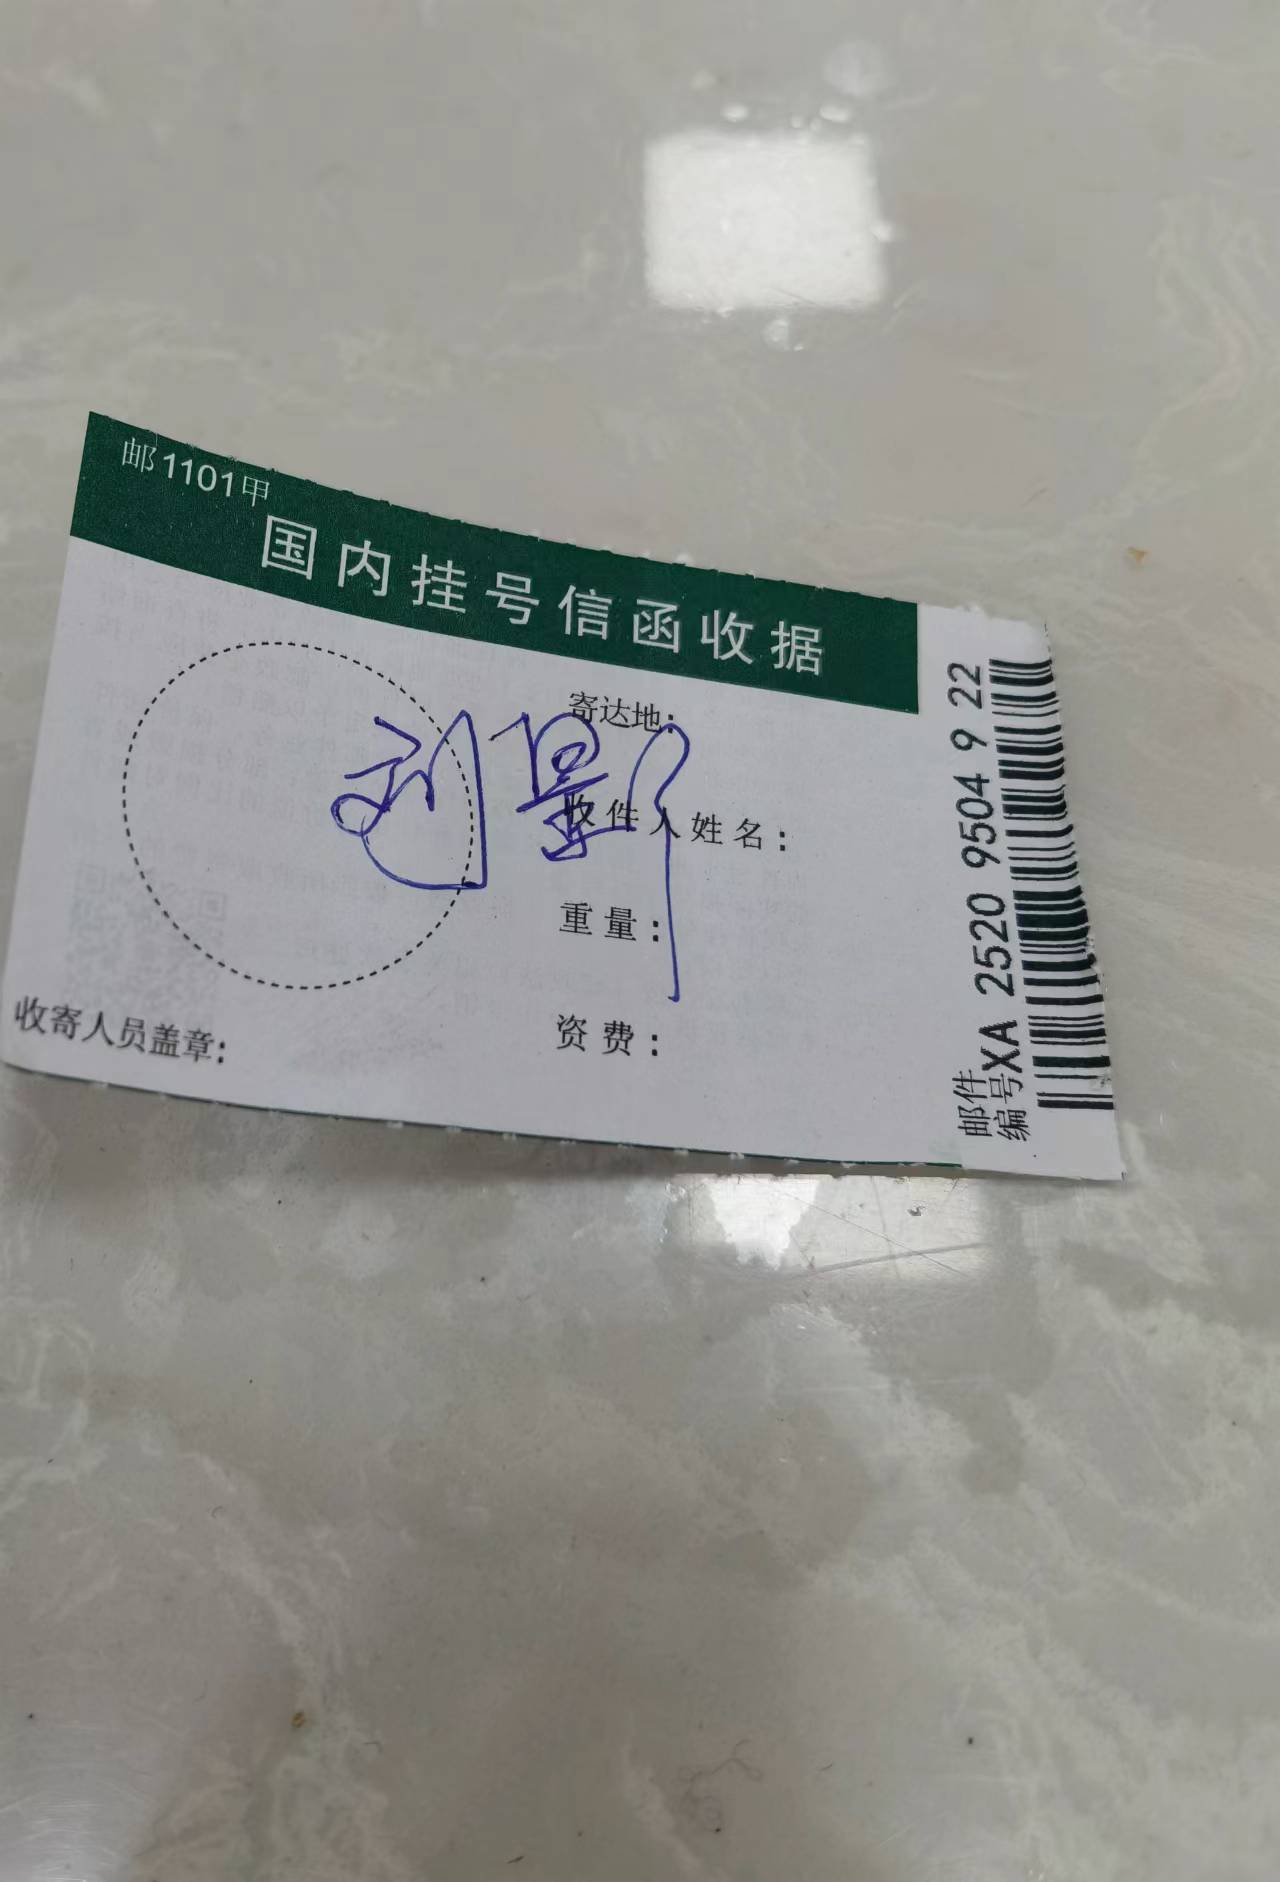 邮1101甲
国内挂号信函收据
寄达地:
收件人姓名:
重量:
资费:
收寄人员盖章:
刘
邮件编号XA 2520 9504 9 22